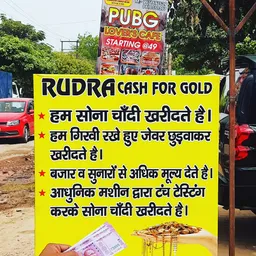 PUBG
LOVER'S CAFE
STARTING @49
RUDRA CASH FOR GOLD
हम सोना चाँदी खरीदते है।
हम गिरवी रखे हुए जेवर छुड़वाकर
खरीदते है।
बजार व सुनारों से अधिक मूल्य देते है।
आधुनिक मशीन द्वारा टंच टेस्टिंग
करके सोना चाँदी खरीदते है।